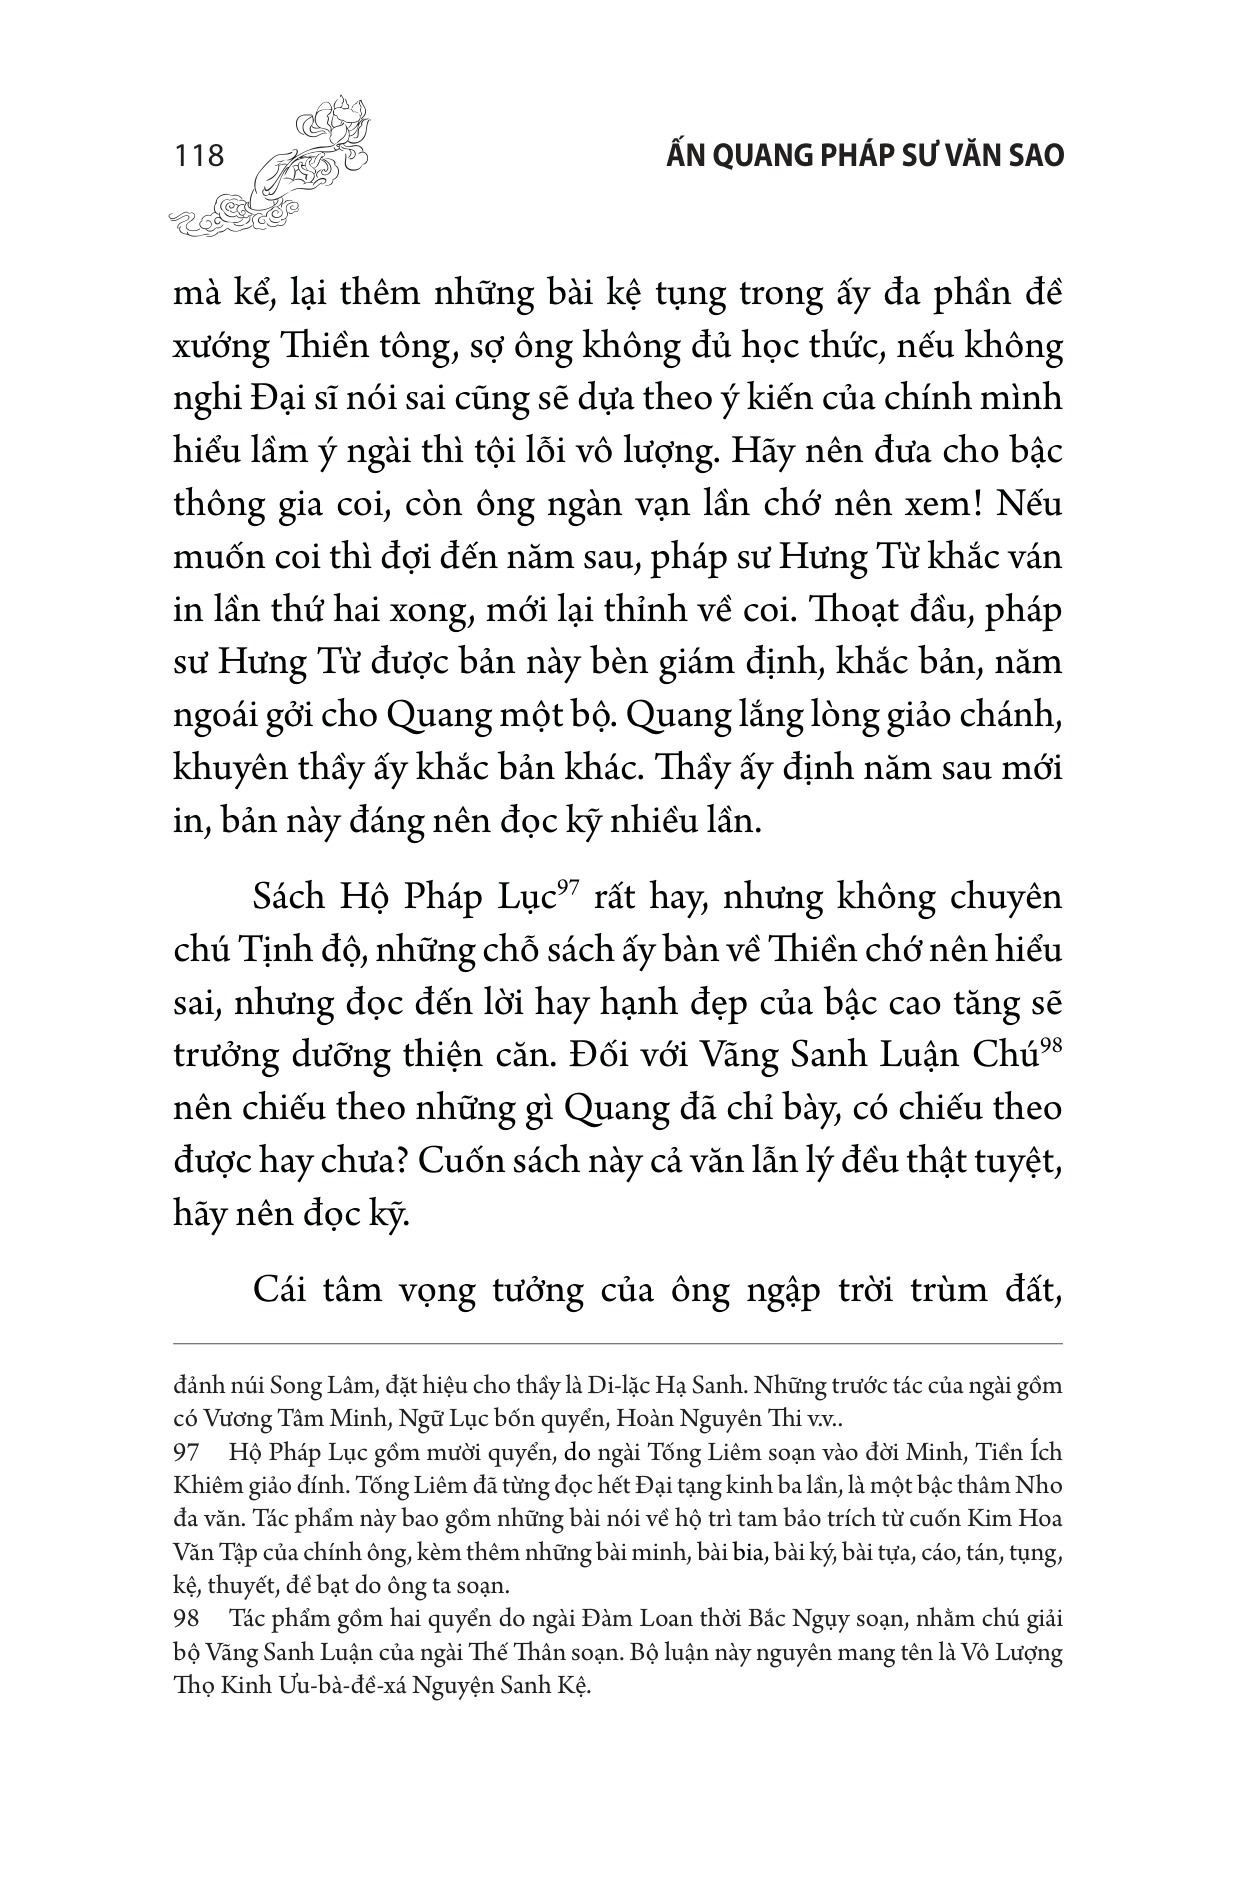 118
ẤN QUANG PHÁP SƯ VĂN SAO
mà kể, lại thêm những bài kệ tụng trong ấy đa phần đề
xướng Thiền tông, sợ ông không đủ học thức, nếu không
nghi Đại sĩ nói sai cũng sẽ dựa theo ý kiến của chính mình
hiểu lầm ý ngài thì tội lỗi vô lượng. Hãy nên đưa cho bậc
thông gia coi, còn ông ngàn vạn lần chớ nên xem! Nếu
muốn coi thì đợi đến năm sau, pháp sư Hưng Từ khắc ván
in lần thứ hai xong, mới lại thỉnh về coi. Thoạt đầu, pháp
sư Hưng Từ được bản này bèn giám định, khắc bản, năm
ngoái gởi cho Quang một bộ. Quang lắng lòng giảo chánh,
khuyên thầy ấy khắc bản khác. Thầy ấy định năm sau mới
in, bản này đáng nên đọc kỹ nhiều lần.
Sách Hộ Pháp Lục97 rất hay, nhưng không chuyên
chú Tịnh độ, những chỗ sách ấy bàn về Thiền chớ nên hiểu
sai, nhưng đọc đến lời hay hạnh đẹp của bậc cao tăng sẽ
trưởng dưỡng thiện căn. Đối với Vãng Sanh Luận Chú98
nên chiếu theo những gì Quang đã chỉ bày, có chiếu theo
được hay chưa? Cuốn sách này cả văn lẫn lý đều thật tuyệt,
hãy nên đọc kỹ.
Cái tâm vọng tưởng của ông ngập trời trùm đất,
đảnh núi Song Lâm, đặt hiệu cho thầy là Di-lặc Hạ Sanh. Những trước tác của ngài gồm
có Vương Tâm Minh, Ngữ Lục bốn quyển, Hoàn Nguyên Thi v.v..
97 Hộ Pháp Lục gồm mười quyển, do ngài Tống Liêm soạn vào đời Minh, Tiền Ích
Khiêm giảo đính. Tống Liêm đã từng đọc hết Đại tạng kinh ba lần, là một bậc thâm Nho
đa văn. Tác phẩm này bao gồm những bài nói về hộ trì tam bảo trích từ cuốn Kim Hoa
Văn Tập của chính ông, kèm thêm những bài minh, bài bia, bài ký, bài tựa, cáo, tán, tụng,
kệ, thuyết, đề bạt do ông ta soạn.
98 Tác phẩm gồm hai quyển do ngài Đàm Loan thời Bắc Ngụy soạn, nhằm chú giải
bộ Vãng Sanh Luận của ngài Thế Thân soạn. Bộ luận này nguyên mang tên là Vô Lượng
Thọ Kinh Ưu-bà-đề-xá Nguyện Sanh Kệ.